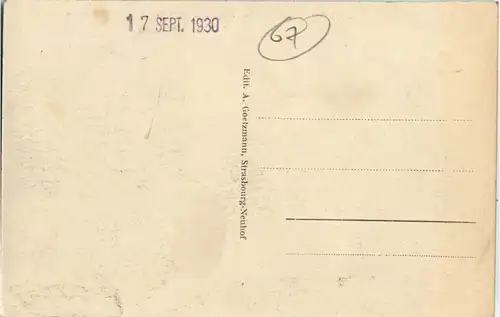 17 SEPT. 1930
67
Edit. A. Goetzmann, Strasbourg-Neuhof